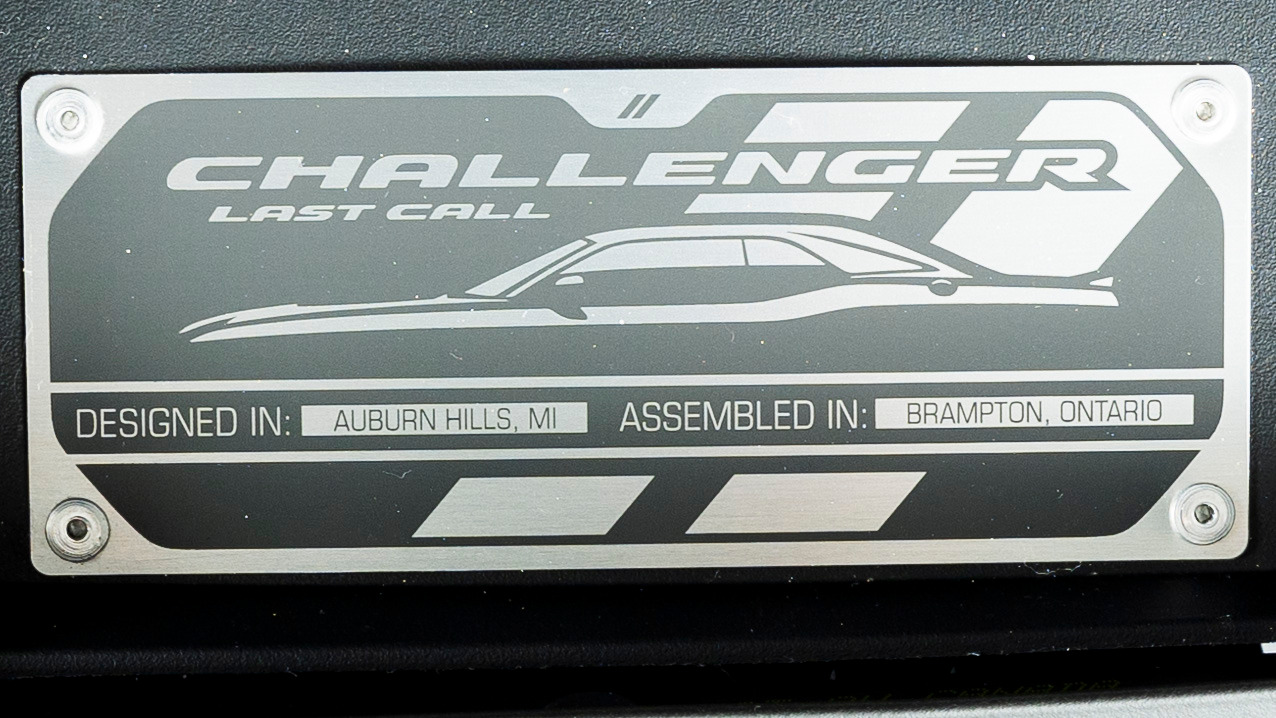 CHALLENGER
LAST CALL
DESIGNED IN: AUBURN HILLS, MI ASSEMBLED IN: BRAMPTON, ONTARIO